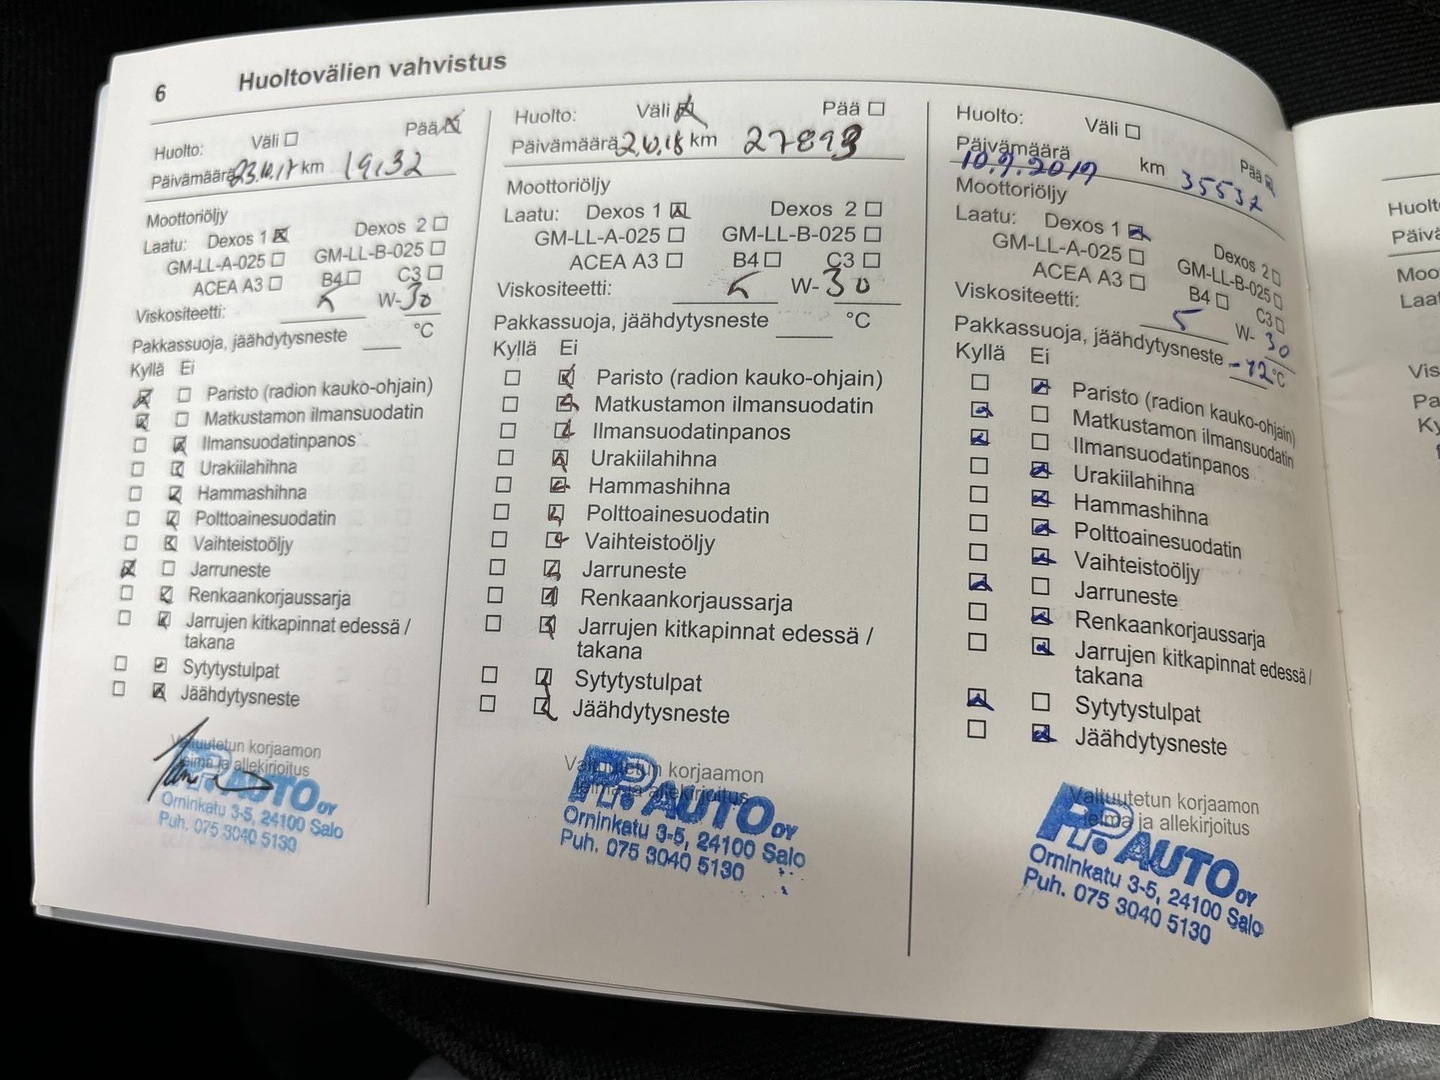 6 Huoltovälien vahvistus
Huolto: Väli Pää
Päivämäärä km
Moottoriöljy
Laatu: Dexos 1 Dexos 2
GM-LL-A-025 GM-LL-B-025
ACEA A3 B4 C3
Viskositeetti: 5 W-30
Pakkassuoja, jäähdytysneste °C
Kyllä Ei
Paristo (radion kauko-ohjain)
Matkustamon ilmansuodatin
Ilmansuodatinpanos
Urakiilahihna
Hammashihna
Polttoainesuodatin
Vaihteistoöljy
Jarruneste
Renkaankorjaussarja
Jarrujen kitkapinnat edessä /
takana
Sytytystulpat
Jäähdytysneste
Valtuutetun korjaamon
leima ja allekirjoitus
PP AUTO OY
Orninkatu 3-5, 24100 Salo
Puh. 075 3040 5130
Huolto: Väli Pää
Päivämäärä km 27893
Moottoriöljy
Laatu: Dexos 1 Dexos 2
GM-LL-A-025 GM-LL-B-025
ACEA A3 B4 C3
Viskositeetti: 5 W-30
Pakkassuoja, jäähdytysneste °C
Kyllä Ei
Paristo (radion kauko-ohjain)
Matkustamon ilmansuodatin
Ilmansuodatinpanos
Urakiilahihna
Hammashihna
Polttoainesuodatin
Vaihteistoöljy
Jarruneste
Renkaankorjaussarja
Jarrujen kitkapinnat edessä /
takana
Sytytystulpat
Jäähdytysneste
Valtuutetun korjaamon
leima ja allekirjoitus
PP AUTO OY
Orninkatu 3-5, 24100 Salo
Puh. 075 3040 5130
Huolto: Väli Pää
Päivämäärä 10.9.2019 km 35532
Moottoriöljy
Laatu: Dexos 1 Dexos 2
GM-LL-A-025 GM-LL-B-025
ACEA A3 B4 C3
Viskositeetti: 5 W-30
Pakkassuoja, jäähdytysneste °C
Kyllä Ei
Paristo (radion kauko-ohjain)
Matkustamon ilmansuodatin
Ilmansuodatinpanos
Urakiilahihna
Hammashihna
Polttoainesuodatin
Vaihteistoöljy
Jarruneste
Renkaankorjaussarja
Jarrujen kitkapinnat edessä /
takana
Sytytystulpat
Jäähdytysneste
Valtuutetun korjaamon
leima ja allekirjoitus
PP AUTO OY
Orninkatu 3-5, 24100 Salo
Puh. 075 3040 5130